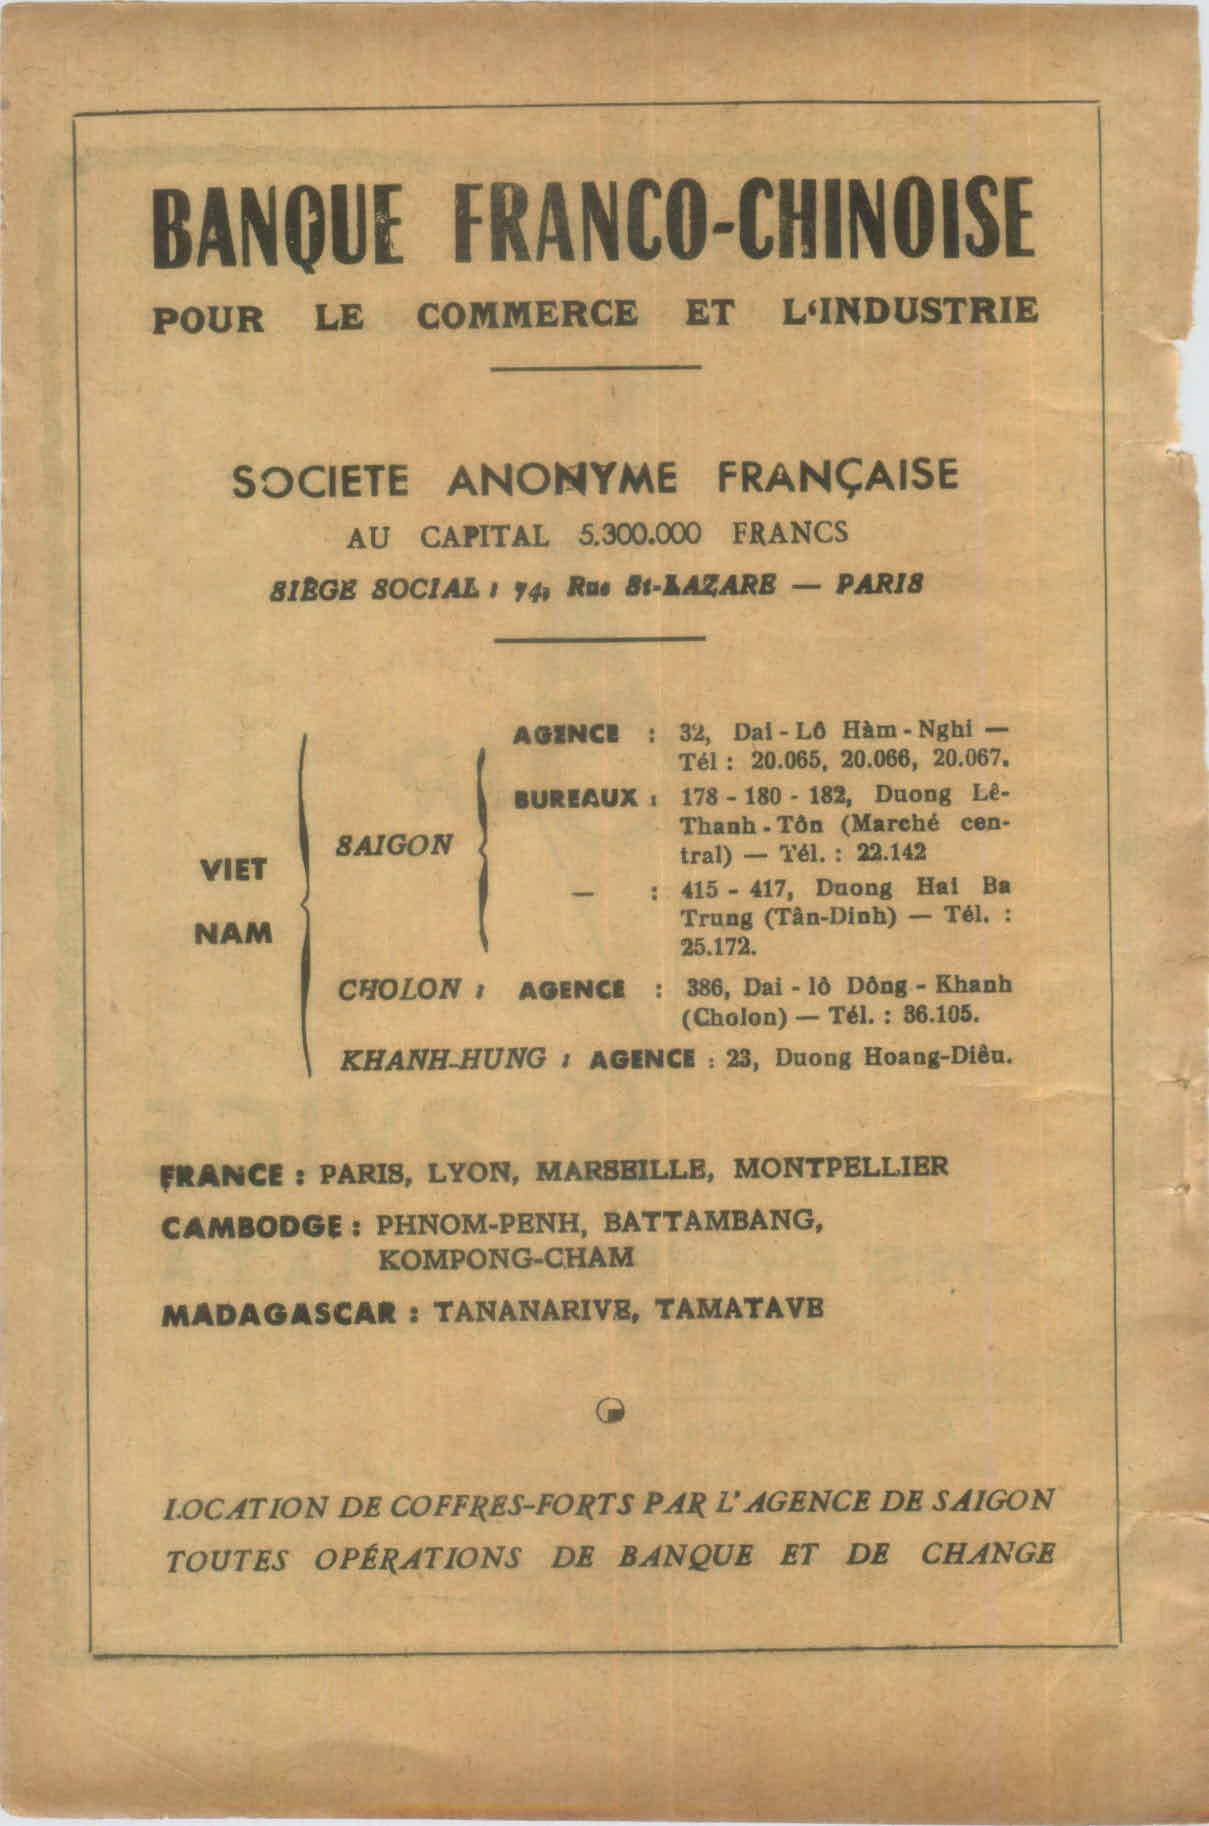 BANQUE FRANCO-CHINOISE
POUR LE COMMERCE ET L'INDUSTRIE
SOCIETE ANONYME FRANÇAISE
AU CAPITAL 5.300.000 FRANCS
SIÈGE SOCIAL : 74, Rue St-LAZARE — PARIS
VIET NAM
SAIGON
AGENCE : 32, Dai - Lô Hàm - Nghi —
Tél : 20.065, 20.066, 20.067.
BUREAUX : 178 - 180 - 182, Duong Lê-
Thanh - Tôn (Marché cen-
tral) — Tél. : 22.142
— : 415 - 417, Duong Hai Ba
Trung (Tân-Dinh) — Tél. :
25.172.
CHOLON : AGENCE : 386, Dai - lô Dông - Khanh
(Cholon) — Tél. : 36.105.
KHANH-HUNG : AGENCE : 23, Duong Hoang-Diêu.
FRANCE : PARIS, LYON, MARSEILLE, MONTPELLIER
CAMBODGE : PHNOM-PENH, BATTAMBANG,
KOMPONG-CHAM
MADAGASCAR : TANANARIVE, TAMATAVE
LOCATION DE COFFRES-FORTS PAR L'AGENCE DE SAIGON
TOUTES OPÉRATIONS DE BANQUE ET DE CHANGE